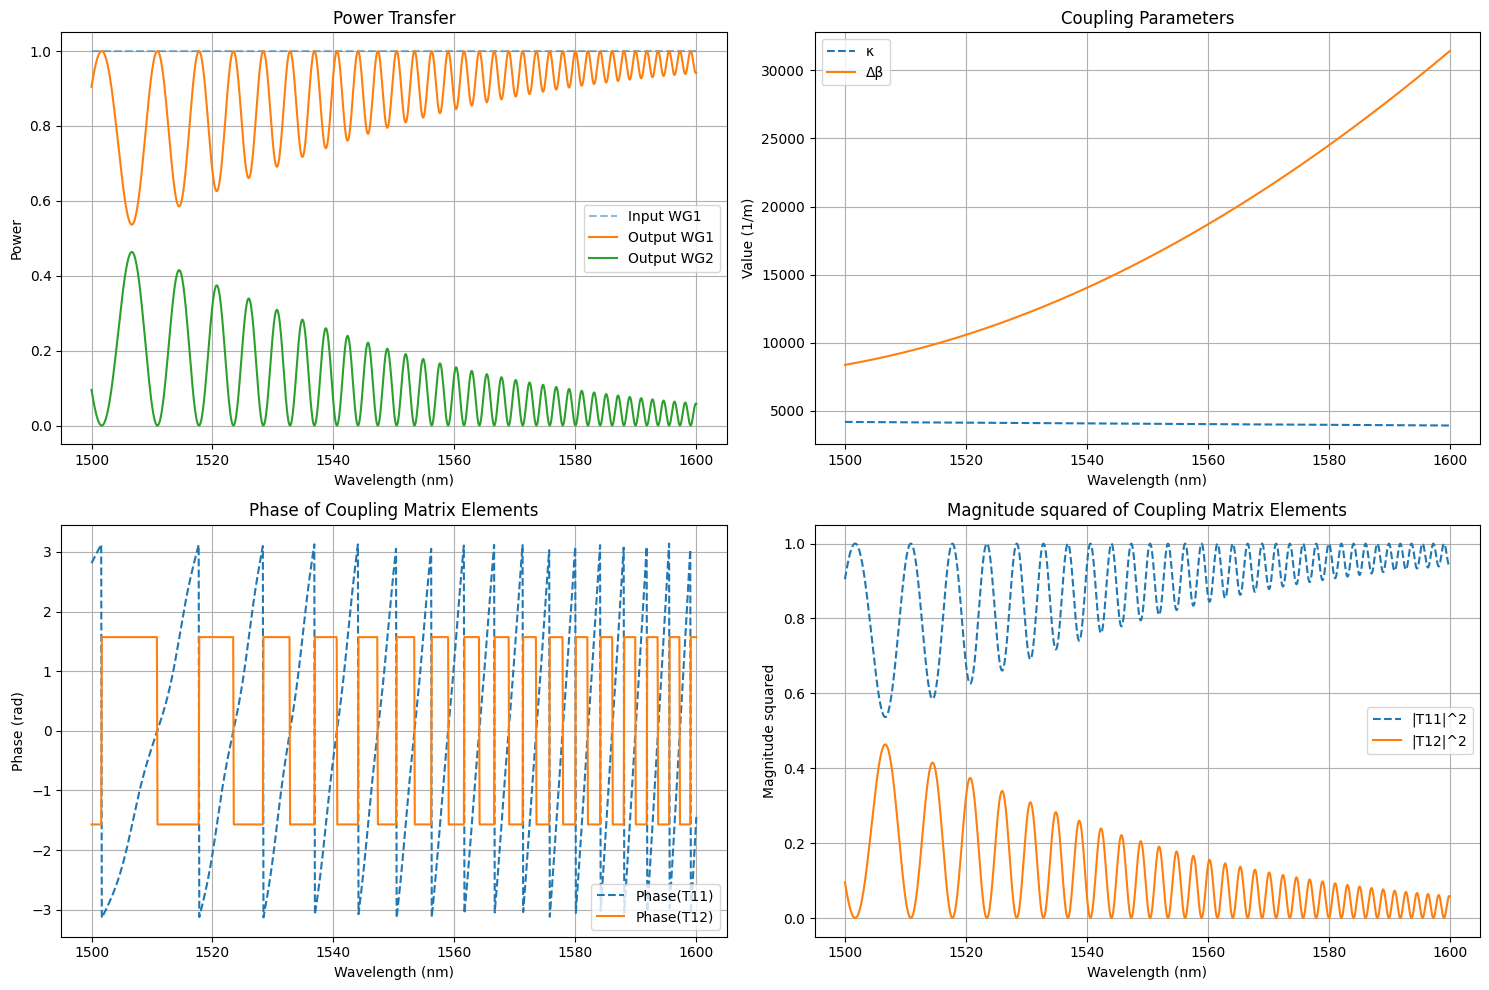 Power Transfer
Power
1.0
0.8
0.6
0.4
0.2
0.0
Input WG1
Output WG1
Output WG2
1500 1520 1540 1560 1580 1600
Wavelength (nm)
Coupling Parameters
Value (1/m)
30000
25000
20000
15000
10000
5000
κ
Δβ
1500 1520 1540 1560 1580 1600
Wavelength (nm)
Phase of Coupling Matrix Elements
Phase (rad)
3
2
1
0
−1
−2
−3
Phase(T11)
Phase(T12)
1500 1520 1540 1560 1580 1600
Wavelength (nm)
Magnitude squared of Coupling Matrix Elements
Magnitude squared
1.0
0.8
0.6
0.4
0.2
0.0
|T11|^2
|T12|^2
1500 1520 1540 1560 1580 1600
Wavelength (nm)